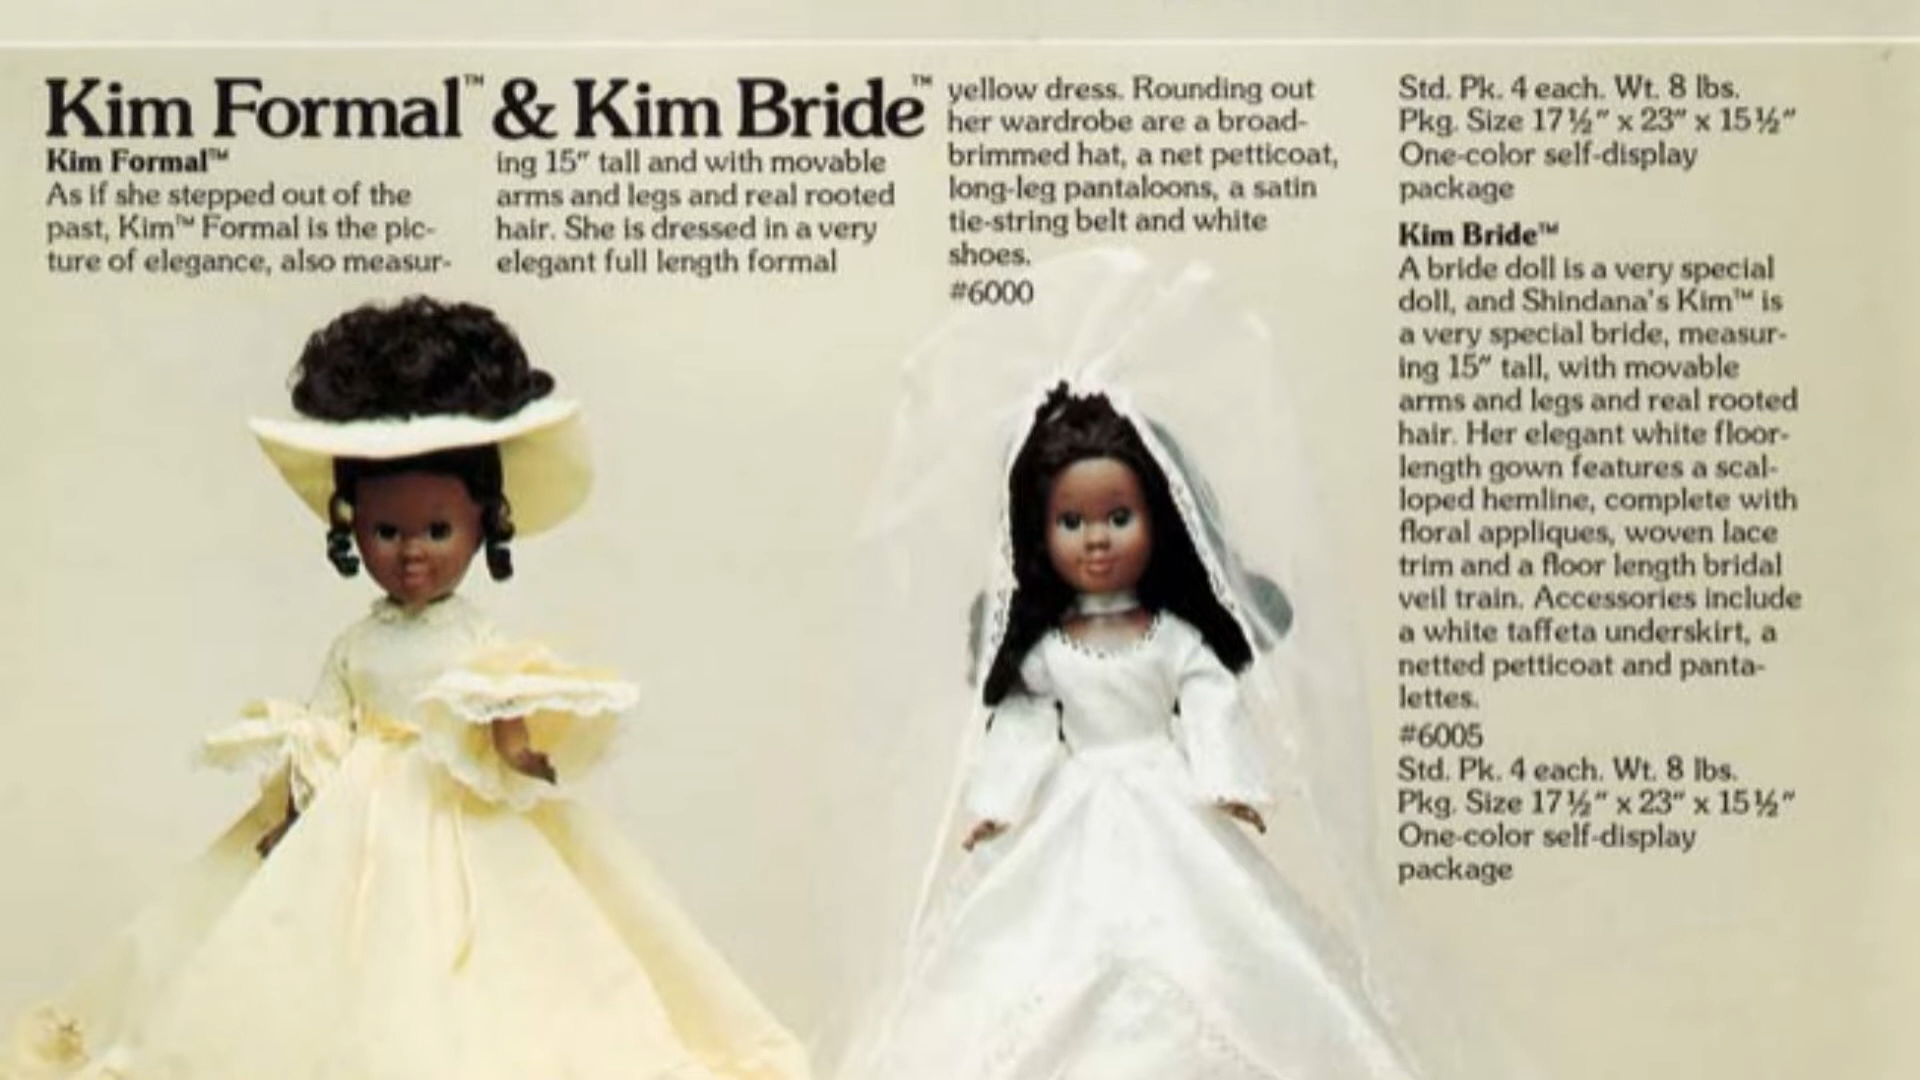 Kim Formal™ & Kim Bride™
Kim Formal™
As if she stepped out of the
past, Kim™ Formal is the pic-
ture of elegance, also measur-
ing 15″ tall and with movable
arms and legs and real rooted
hair. She is dressed in a very
elegant full length formal
yellow dress. Rounding out
her wardrobe are a broad-
brimmed hat, a net petticoat,
long-leg pantaloons, a satin
tie-string belt and white
shoes.
#6000
Std. Pk. 4 each. Wt. 8 lbs.
Pkg. Size 17½″ x 23″ x 15½″
One-color self-display
package
Kim Bride™
A bride doll is a very special
doll, and Shindana's Kim™ is
a very special bride, measur-
ing 15″ tall, with movable
arms and legs and real rooted
hair. Her elegant white floor-
length gown features a scal-
loped hemline, complete with
floral appliques, woven lace
trim and a floor length bridal
veil train. Accessories include
a white taffeta underskirt, a
netted petticoat and panta-
lettes.
#6005
Std. Pk. 4 each. Wt. 8 lbs.
Pkg. Size 17½″ x 23″ x 15½″
One-color self-display
package